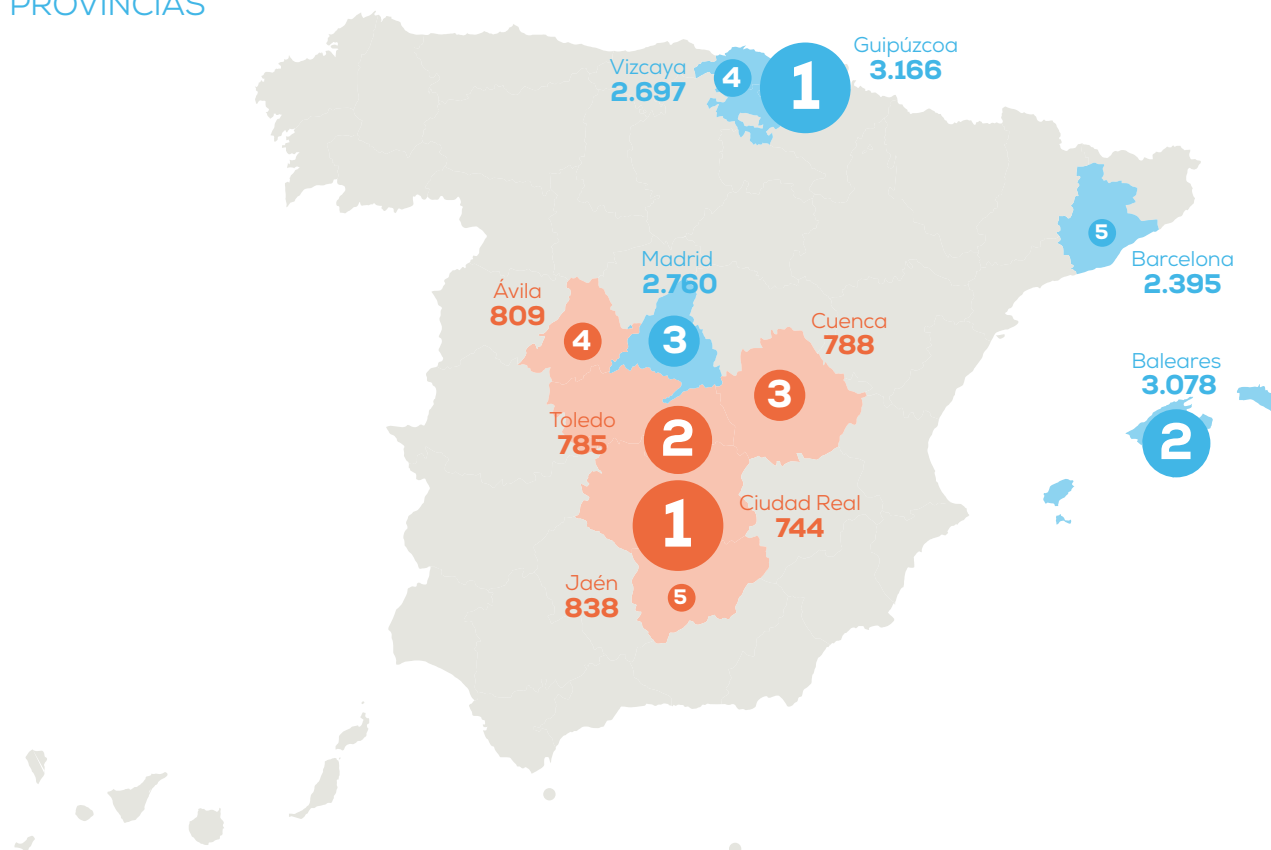 PROVINCIAS
Guipúzcoa
3.166
1
Vizcaya
2.697
4
5
Barcelona
2.395
Madrid
2.760
3
Ávila
809
4
Cuenca
788
3
Baleares
3.078
2
Toledo
785
2
Ciudad Real
744
1
Jaén
838
5